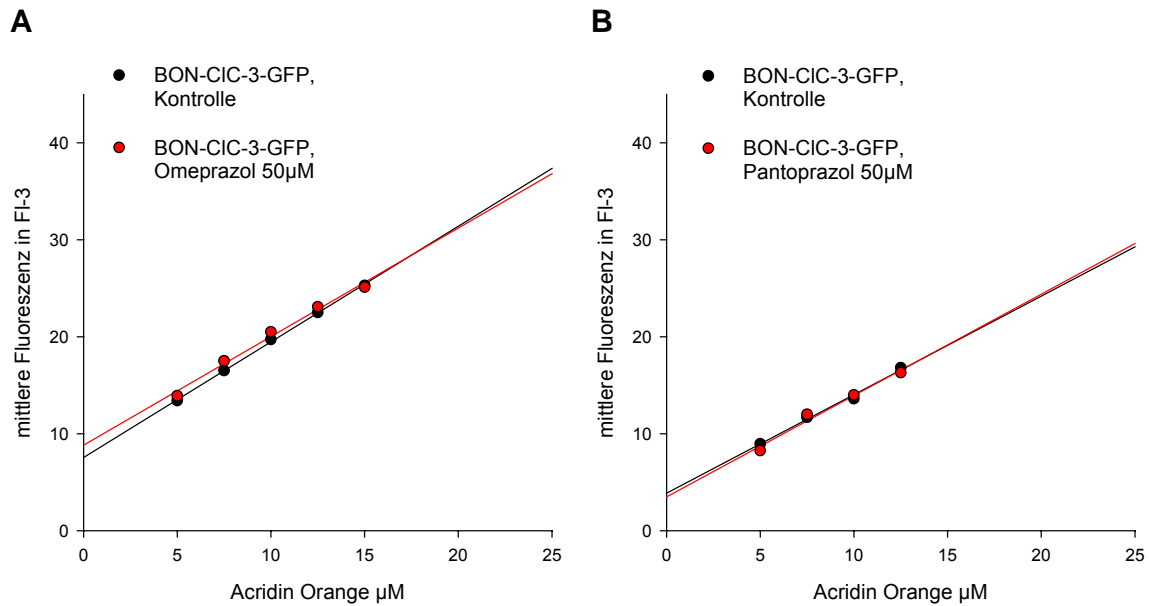 A
BON-ClC-3-GFP,
Kontrolle
BON-ClC-3-GFP,
Omeprazol 50µM
mittlere Fluoreszenz in Fl-3
40
30
20
10
0
0 5 10 15 20 25
Acridin Orange µM
B
BON-ClC-3-GFP,
Kontrolle
BON-ClC-3-GFP,
Pantoprazol 50µM
mittlere Fluoreszenz in Fl-3
40
30
20
10
0
0 5 10 15 20 25
Acridin Orange µM